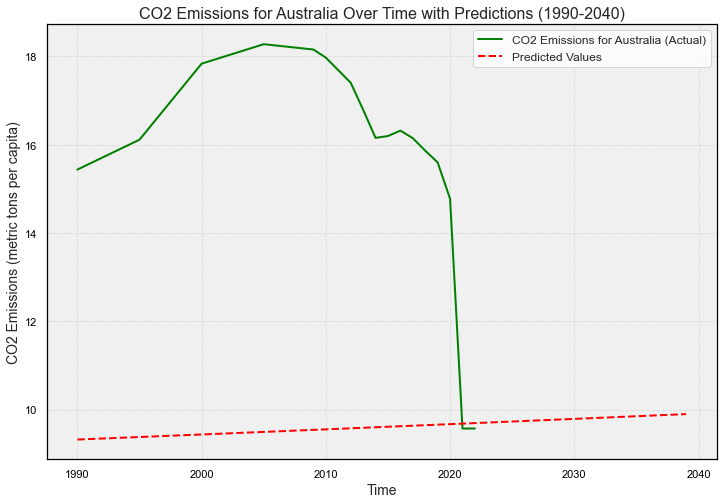 CO2 Emissions for Australia Over Time with Predictions (1990-2040)
CO2 Emissions for Australia (Actual)
Predicted Values
CO2 Emissions (metric tons per capita)
18
16
14
12
10
1990 2000 2010 2020 2030 2040
Time